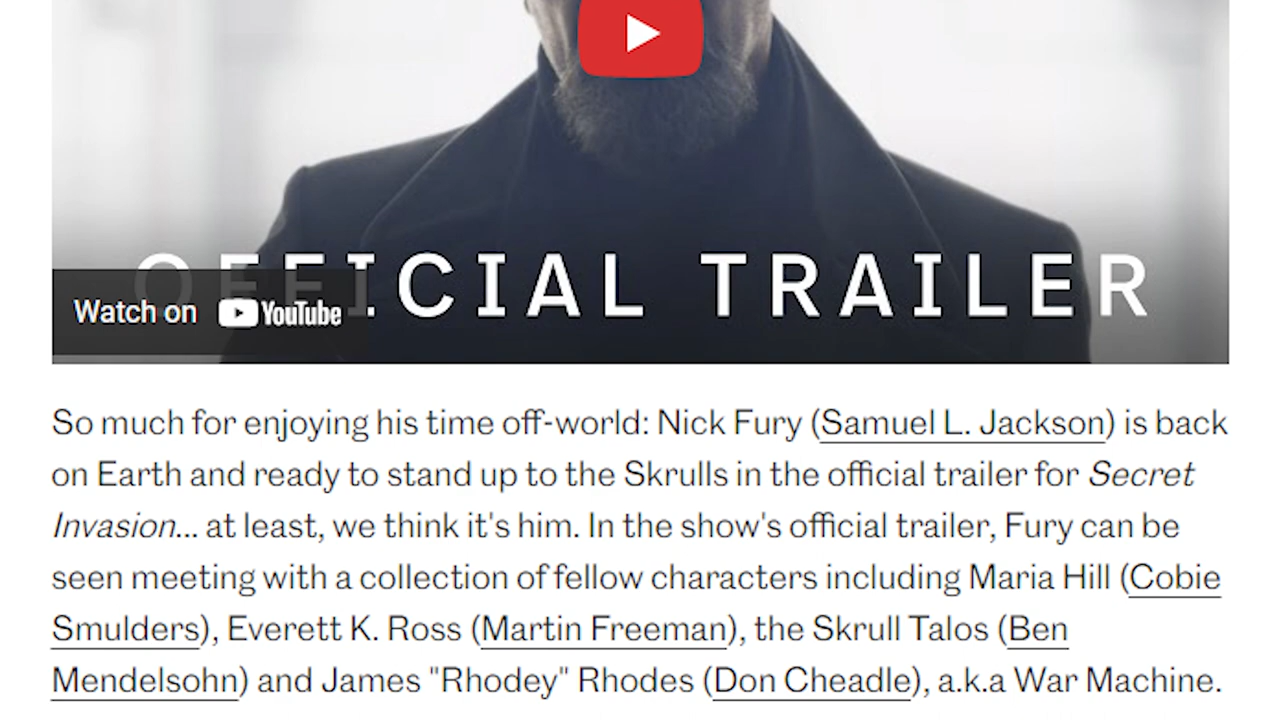 OFFICIAL TRAILER
Watch on YouTube
So much for enjoying his time off-world: Nick Fury (Samuel L. Jackson) is back
on Earth and ready to stand up to the Skrulls in the official trailer for Secret
Invasion... at least, we think it's him. In the show's official trailer, Fury can be
seen meeting with a collection of fellow characters including Maria Hill (Cobie
Smulders), Everett K. Ross (Martin Freeman), the Skrull Talos (Ben
Mendelsohn) and James "Rhodey" Rhodes (Don Cheadle), a.k.a War Machine.